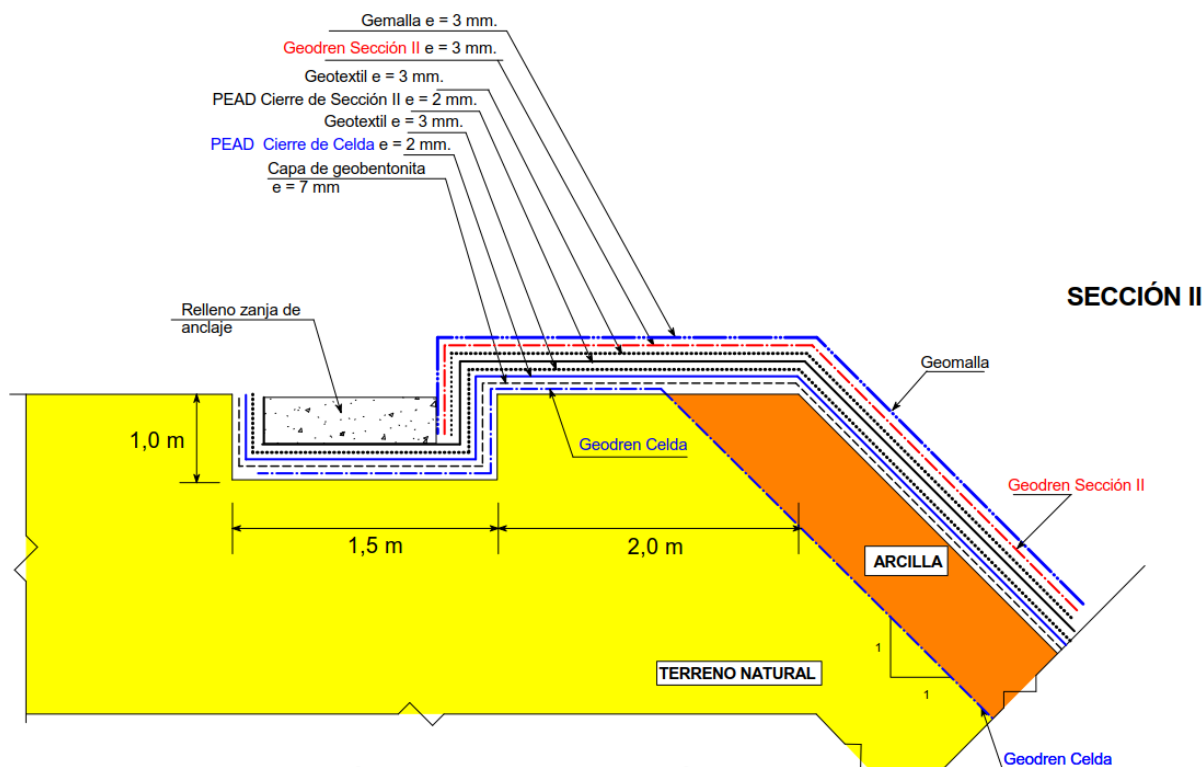 Gemalla e = 3 mm.
Geodren Sección II e = 3 mm.
Geotextil e = 3 mm.
PEAD Cierre de Sección II e = 2 mm.
Geotextil e = 3 mm.
PEAD Cierre de Celda e = 2 mm.
Capa de geobentonita
e = 7 mm
SECCIÓN II
Relleno zanja de
anclaje
Geomalla
1,0 m
Geodren Celda
Geodren Sección II
1,5 m
2,0 m
ARCILLA
1
TERRENO NATURAL
1
Geodren Celda